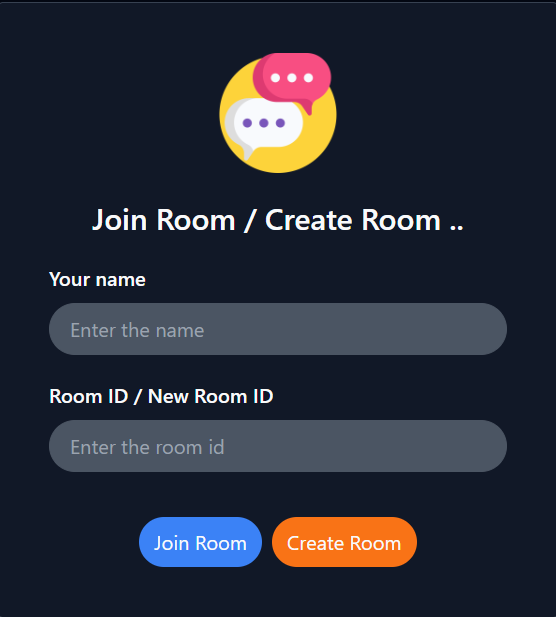 Join Room / Create Room ..
Your name
Enter the name
Room ID / New Room ID
Enter the room id
Join Room
Create Room